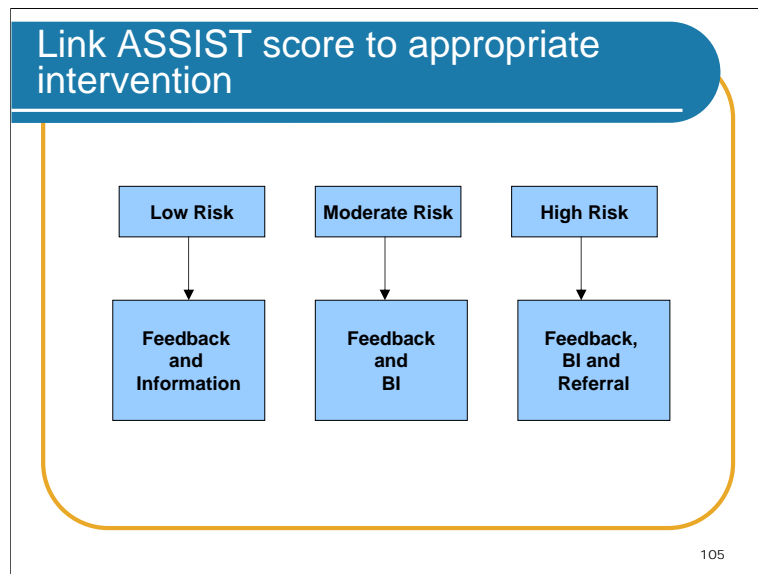 Link ASSIST score to appropriate
intervention
Low Risk
Moderate Risk
High Risk
Feedback
and
Information
Feedback
and
BI
Feedback,
BI and
Referral
105